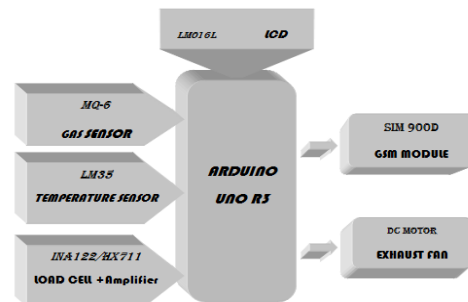 LM016L LCD
MQ-6
GAS SENSOR
LM35
TEMPERATURE SENSOR
INA122/HX711
LOAD CELL +Amplifier
ARDUINO
UNO R3
SIM 900D
GSM MODULE
DC MOTOR
EXHAUST FAN